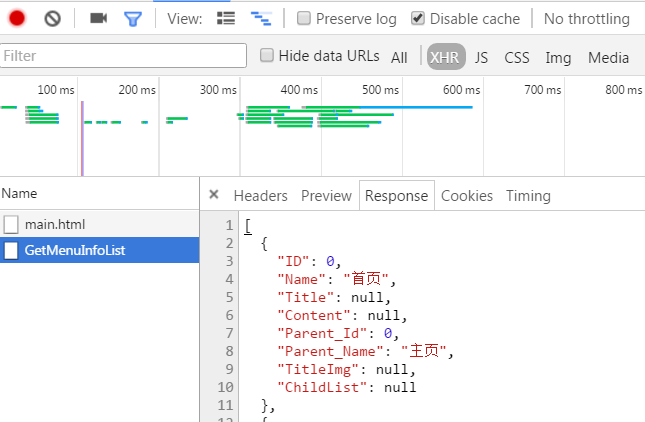 View: Preserve log Disable cache No throttling
Filter Hide data URLs All XHR JS CSS Img Media
100 ms 200 ms 300 ms 400 ms 500 ms 600 ms 700 ms 800 ms
Name
main.html
GetMenuInfoList
× Headers Preview Response Cookies Timing
1 [
2 {
3 "ID": 0,
4 "Name": "首页",
5 "Title": null,
6 "Content": null,
7 "Parent_Id": 0,
8 "Parent_Name": "主页",
9 "TitleImg": null,
10 "ChildList": null
11 },
12 {